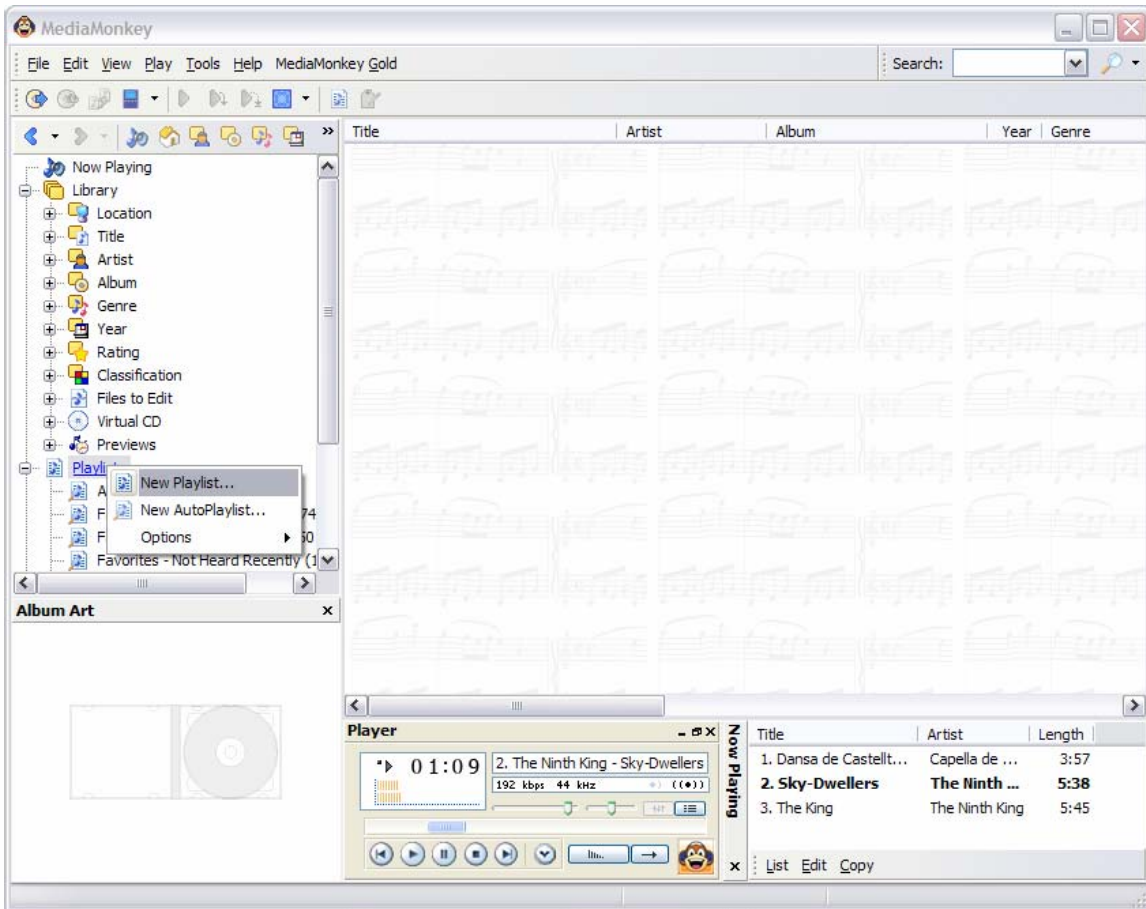 MediaMonkey
File Edit View Play Tools Help MediaMonkey Gold Search:
Title Artist Album Year Genre
Now Playing
Library
Location
Title
Artist
Album
Genre
Year
Rating
Classification
Files to Edit
Virtual CD
Previews
Playlist
New Playlist...
A
New AutoPlaylist...
F 74
Options
F 50
Favorites - Not Heard Recently (1
Album Art
Player
01:09
2. The Ninth King - Sky-Dwellers
192 kbps 44 kHz
Now Playing
Title Artist Length
1. Dansa de Castellt... Capella de ... 3:57
2. Sky-Dwellers The Ninth ... 5:38
3. The King The Ninth King 5:45
List Edit Copy